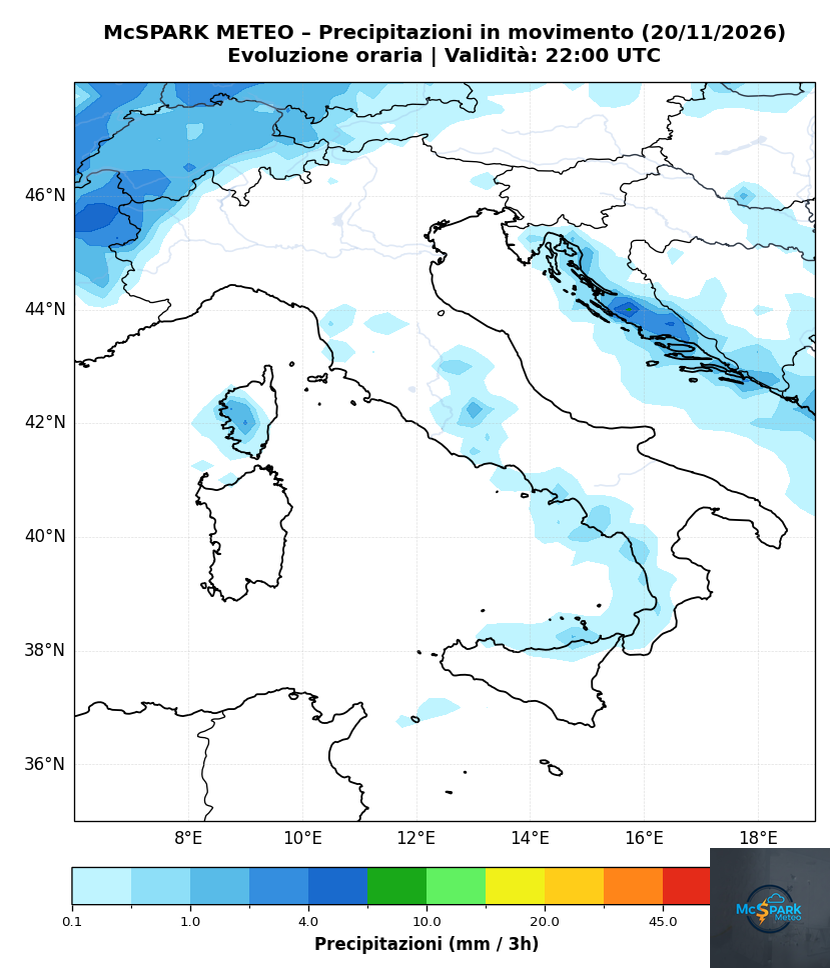 McSPARK METEO – Precipitazioni in movimento (20/11/2026)
Evoluzione oraria | Validità: 22:00 UTC
46°N
44°N
42°N
40°N
38°N
36°N
8°E 10°E 12°E 14°E 16°E 18°E
0.1 1.0 4.0 10.0 20.0 45.0
Precipitazioni (mm / 3h)
McSPARK
Meteo